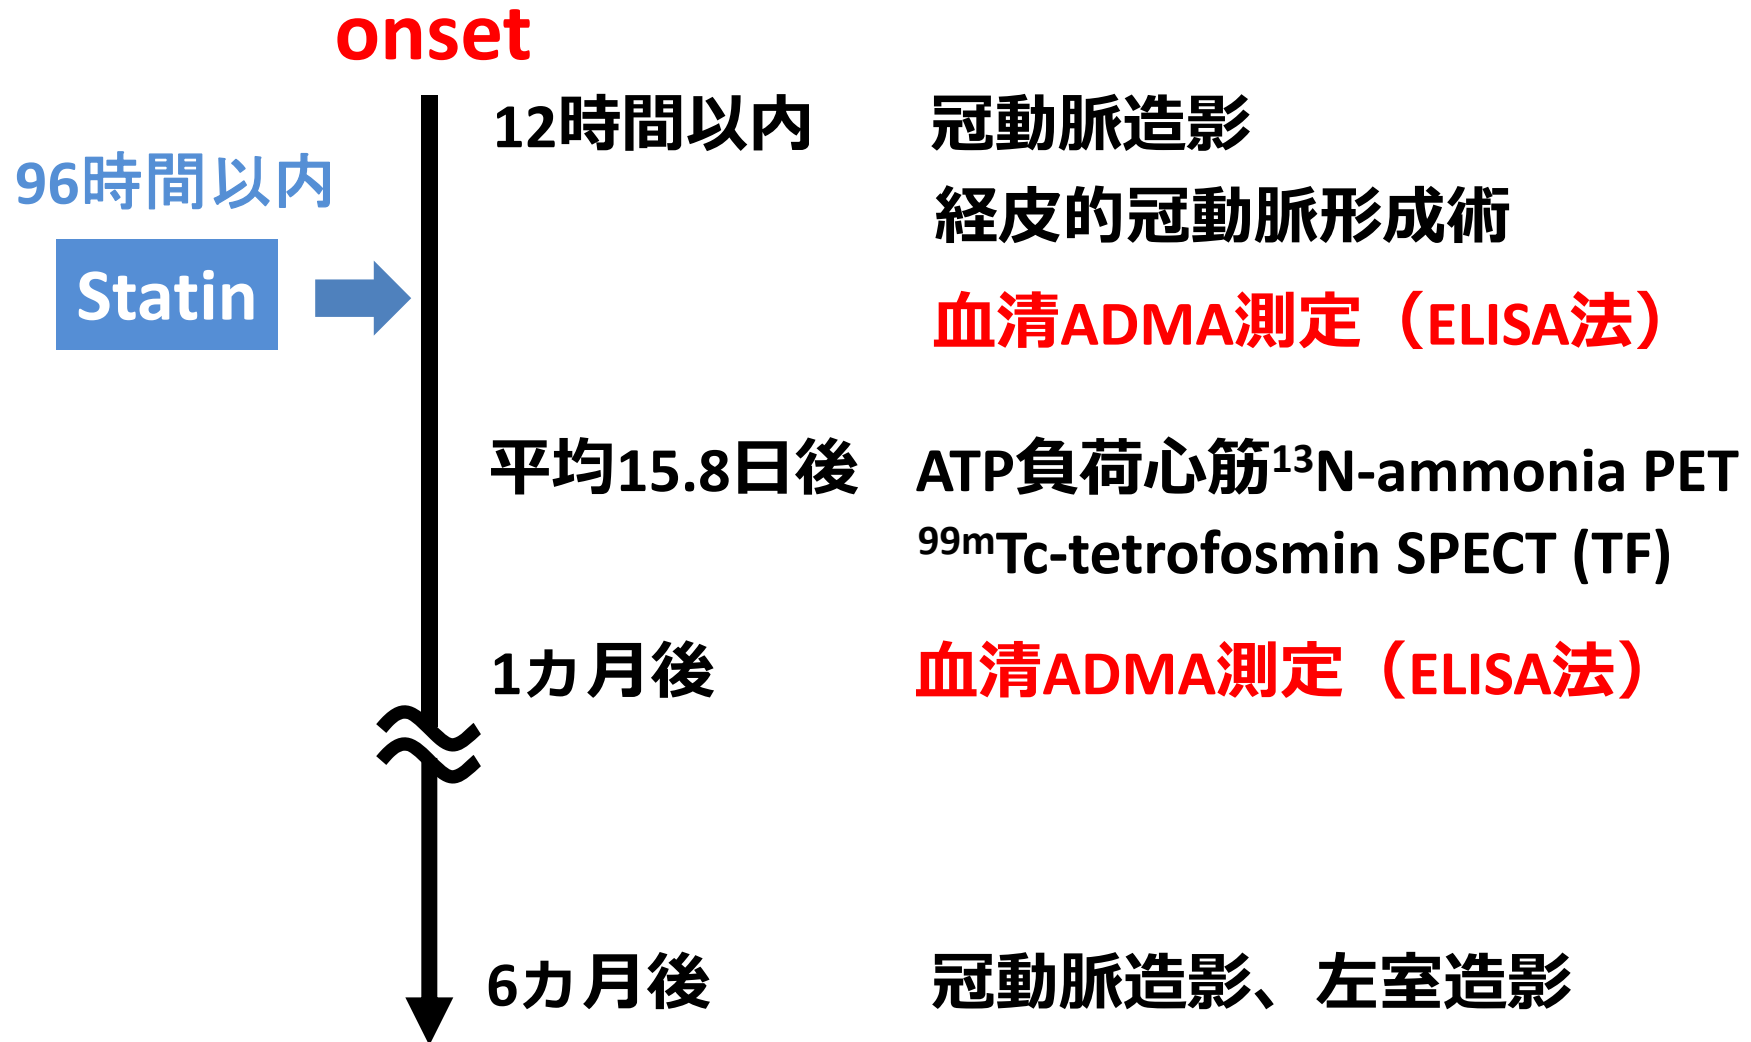 onset
12時間以内 冠動脈造影
96時間以内
経皮的冠動脈形成術
Statin
血清ADMA測定（ELISA法）
平均15.8日後 ATP負荷心筋¹³N-ammonia PET
⁹⁹ᵐTc-tetrofosmin SPECT (TF)
1カ月後 血清ADMA測定（ELISA法）
6カ月後 冠動脈造影、左室造影